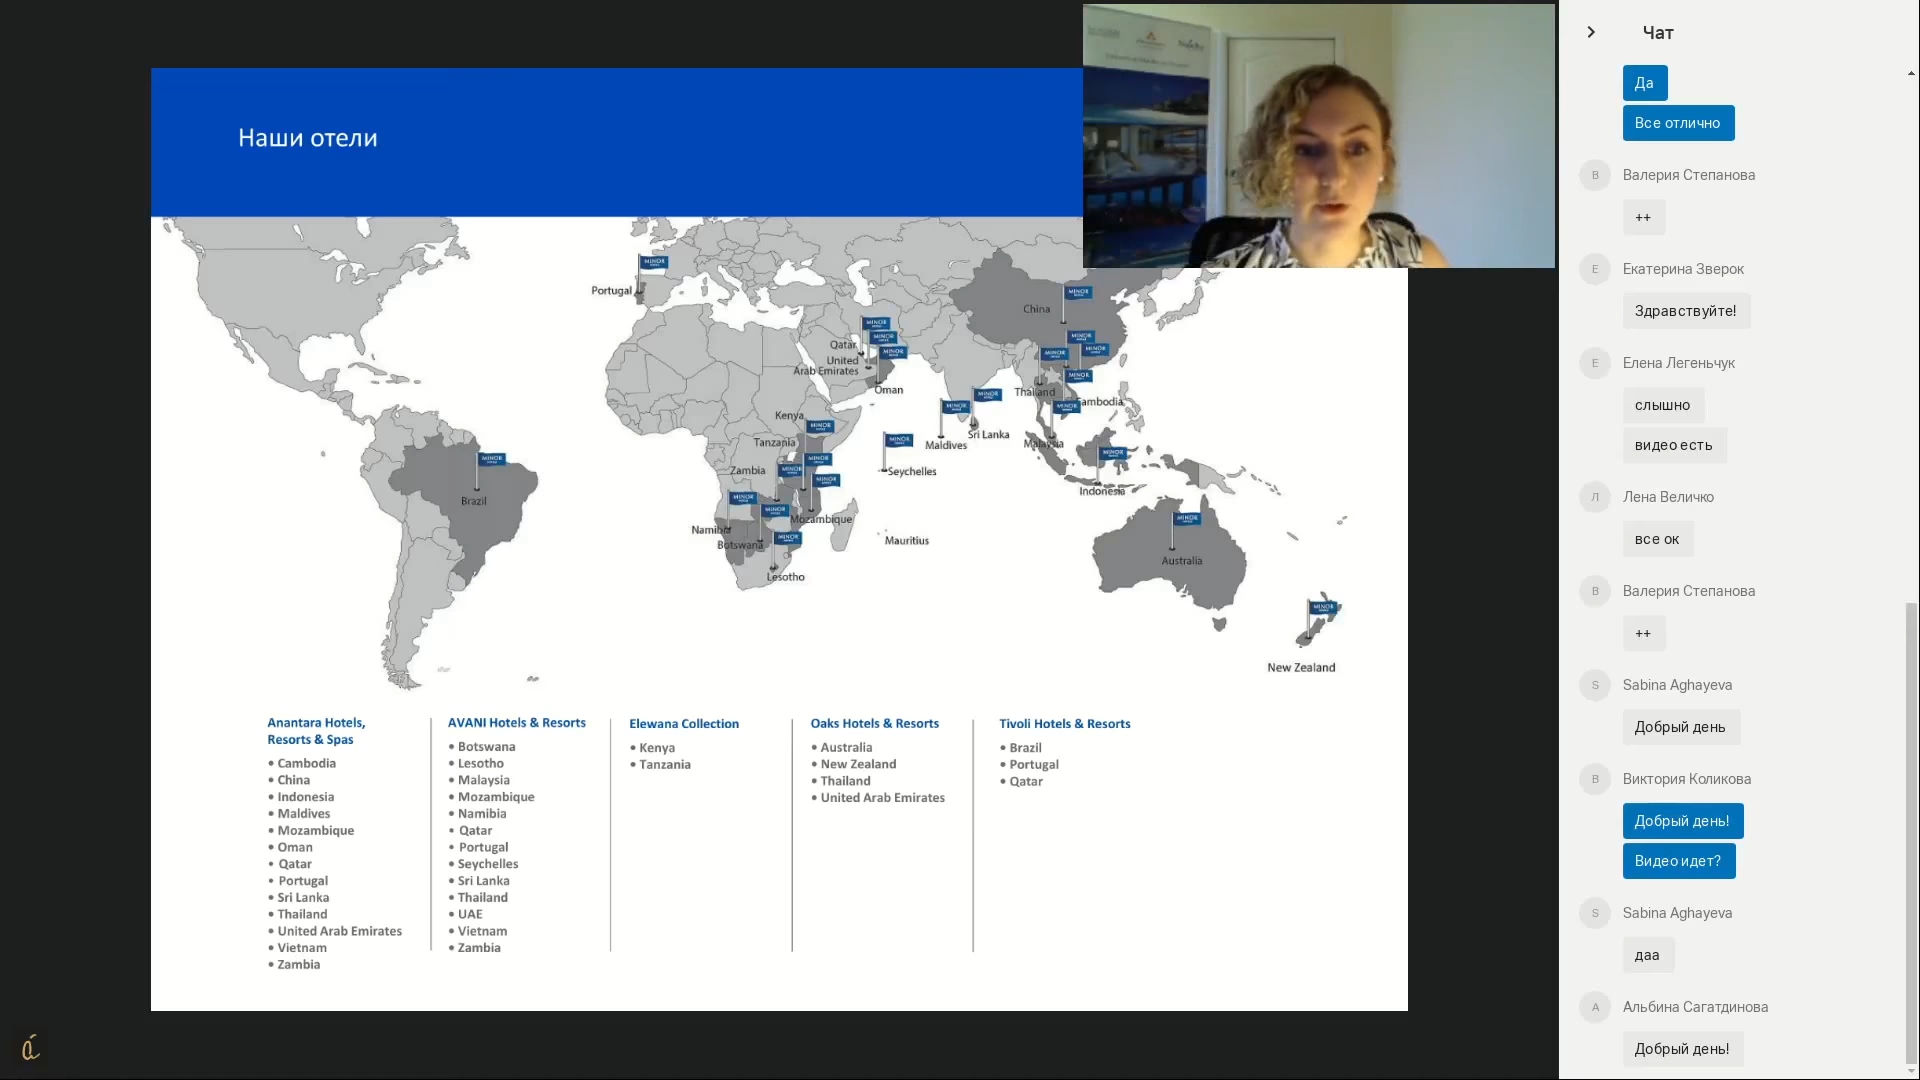 Наши отели
MINOR
Portugal
China
Qatar
United
Arab Emirates
Oman
Thailand
Cambodia
Kenya
Tanzania
Sri Lanka
Maldives
Malaysia
Zambia
Seychelles
Brazil
Indonesia
Mozambique
Namibia
Botswana
Mauritius
Lesotho
Australia
New Zealand
Anantara Hotels,
Resorts & Spas
• Cambodia
• China
• Indonesia
• Maldives
• Mozambique
• Oman
• Qatar
• Portugal
• Sri Lanka
• Thailand
• United Arab Emirates
• Vietnam
• Zambia
AVANI Hotels & Resorts
• Botswana
• Lesotho
• Malaysia
• Mozambique
• Namibia
• Qatar
• Portugal
• Seychelles
• Sri Lanka
• Thailand
• UAE
• Vietnam
• Zambia
Elewana Collection
• Kenya
• Tanzania
Oaks Hotels & Resorts
• Australia
• New Zealand
• Thailand
• United Arab Emirates
Tivoli Hotels & Resorts
• Brazil
• Portugal
• Qatar
Чат
Да
Все отлично
В
Валерия Степанова
++
Е
Екатерина Зверок
Здравствуйте!
Е
Елена Легеньчук
слышно
видео есть
Л
Лена Величко
все ок
В
Валерия Степанова
++
S
Sabina Aghayeva
Добрый день
В
Виктория Коликова
Добрый день!
Видео идет?
S
Sabina Aghayeva
даа
А
Альбина Сагатдинова
Добрый день!